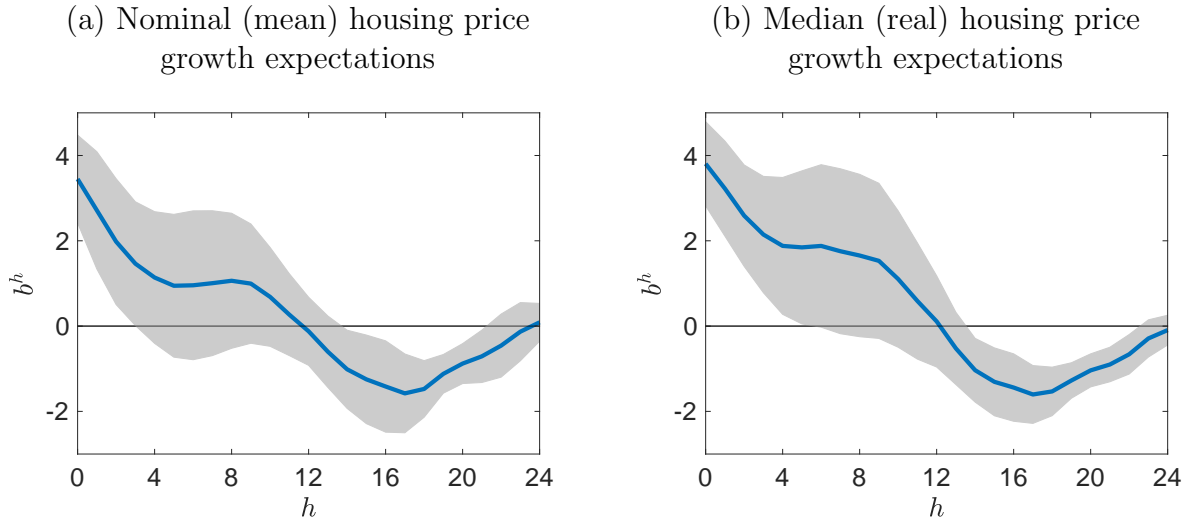 (a) Nominal (mean) housing price
growth expectations
4
2
0
-2
0 4 8 12 16 20 24
b^h
h
(b) Median (real) housing price
growth expectations
4
2
0
-2
0 4 8 12 16 20 24
b^h
h